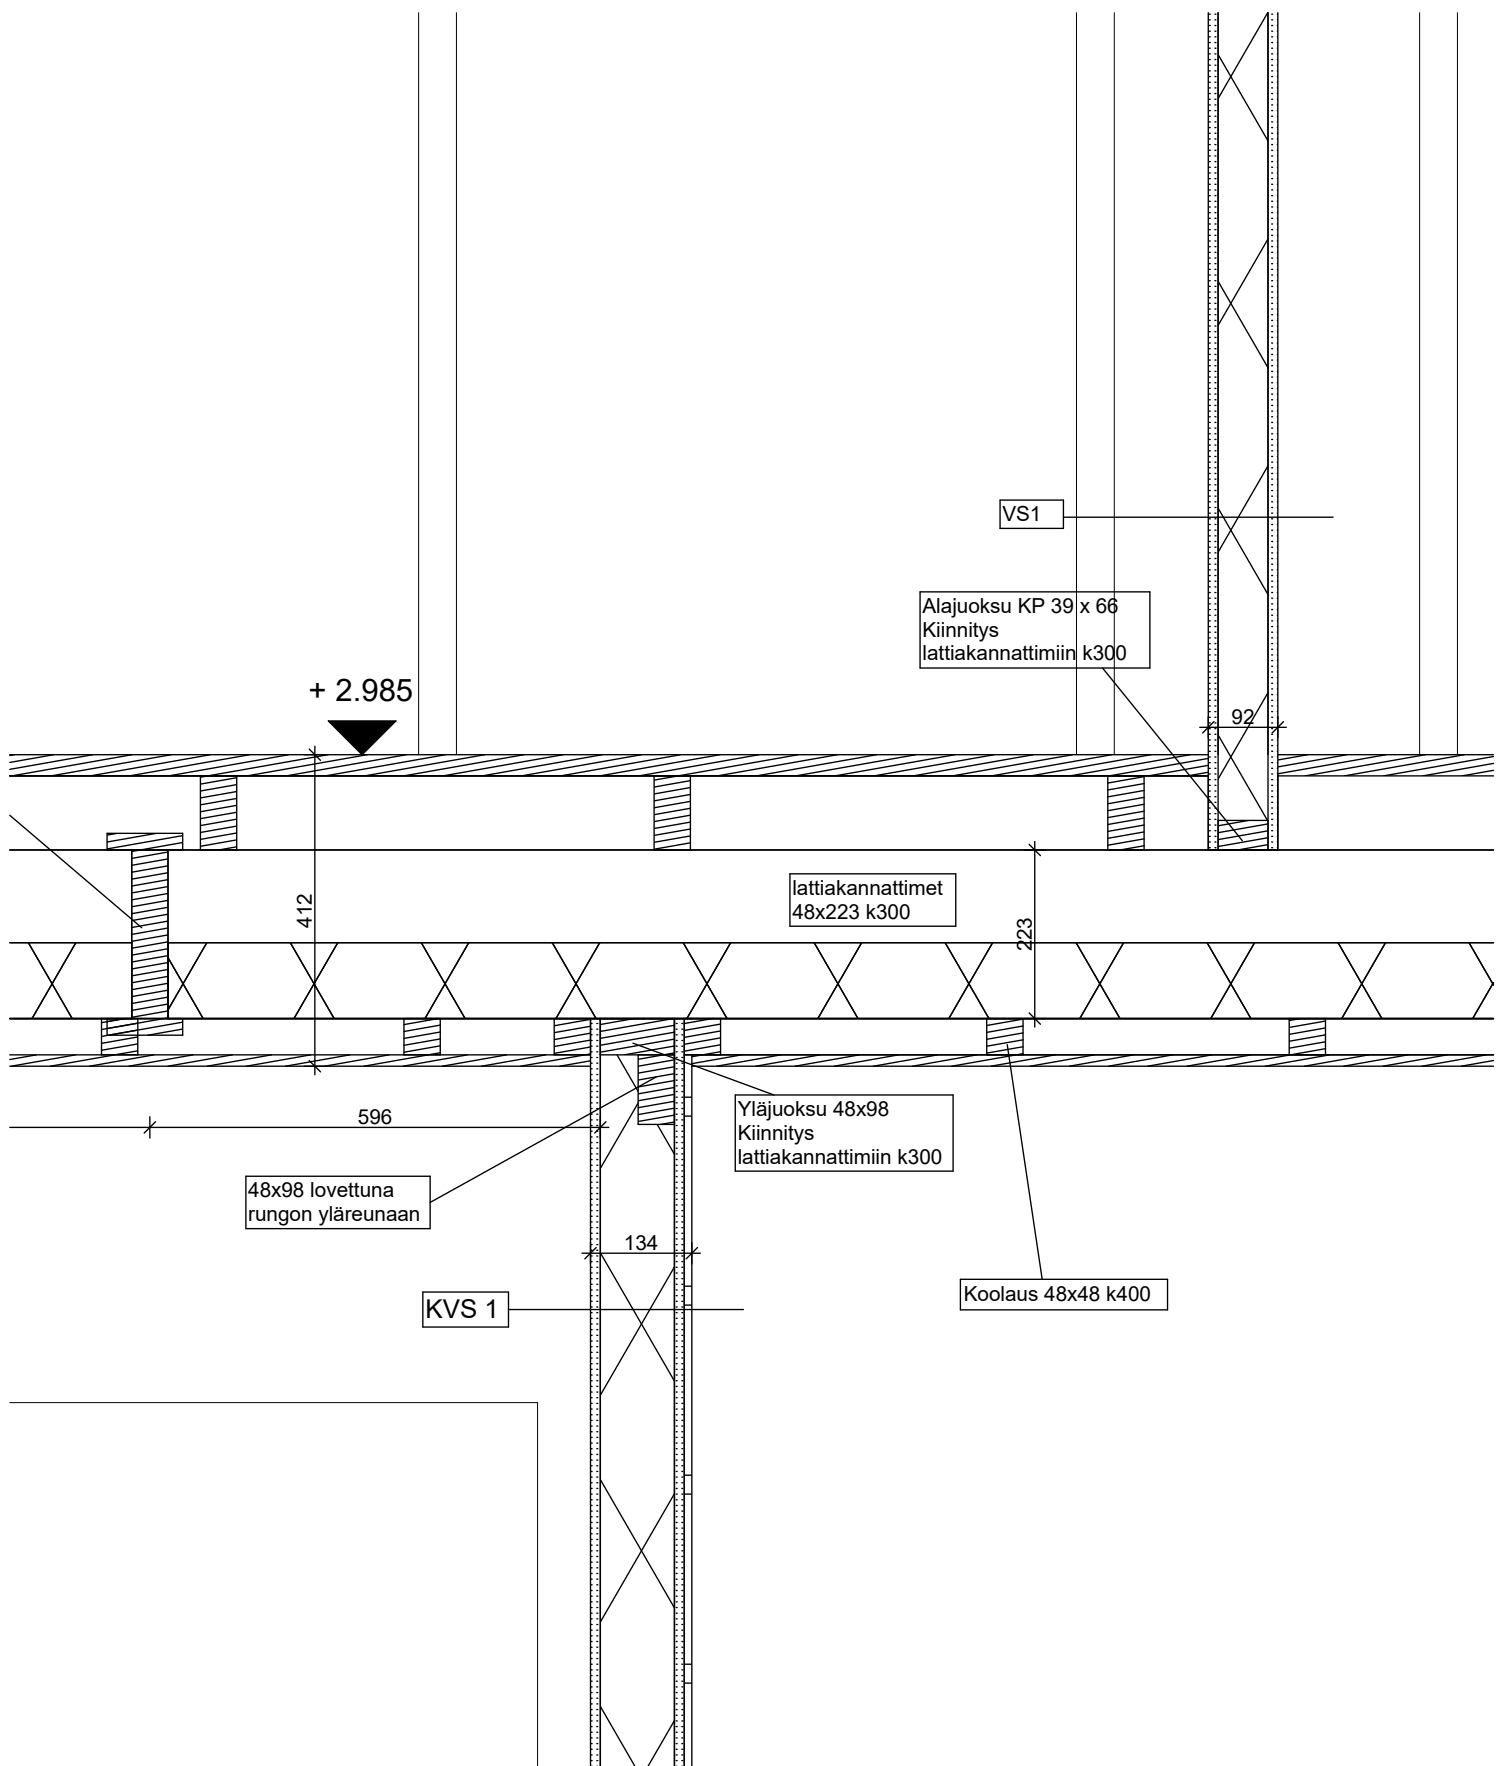 VS1
Alajuoksu KP 39 x 66
Kiinnitys
lattiakannattimiin k300
+ 2.985
92
lattiakannattimet
48x223 k300
412
223
596
Yläjuoksu 48x98
Kiinnitys
lattiakannattimiin k300
48x98 lovettuna
rungon yläreunaan
134
KVS 1
Koolaus 48x48 k400